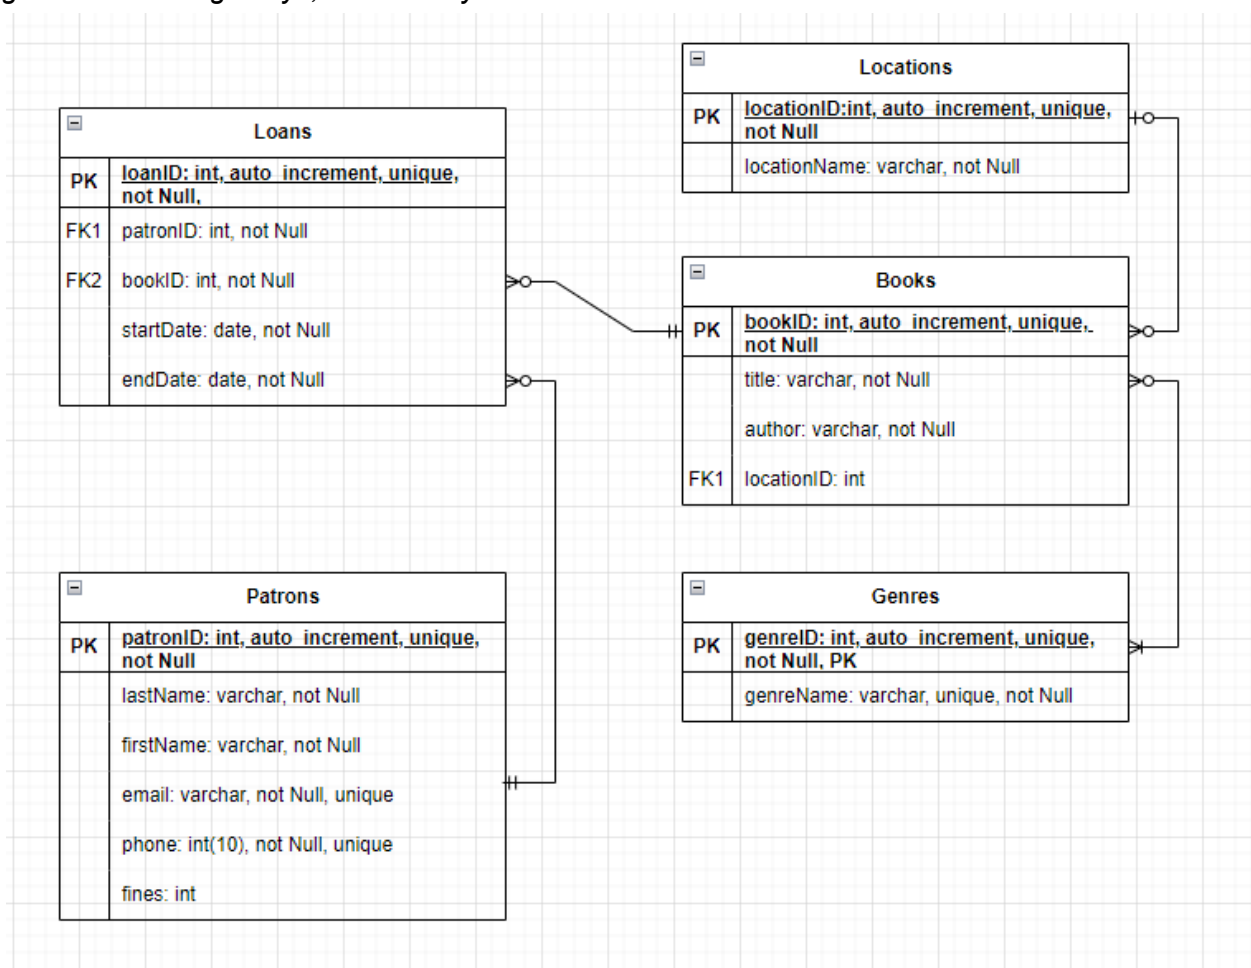 Loans
PK
loanID: int, auto_increment, unique,
not Null,
FK1 patronID: int, not Null
FK2 bookID: int, not Null
startDate: date, not Null
endDate: date, not Null
Locations
PK
locationID:int, auto_increment, unique,
not Null
locationName: varchar, not Null
Books
PK
bookID: int, auto_increment, unique,
not Null
title: varchar, not Null
author: varchar, not Null
FK1 locationID: int
Patrons
PK
patronID: int, auto_increment, unique,
not Null
lastName: varchar, not Null
firstName: varchar, not Null
email: varchar, not Null, unique
phone: int(10), not Null, unique
fines: int
Genres
PK
genreID: int, auto_increment, unique,
not Null, PK
genreName: varchar, unique, not Null